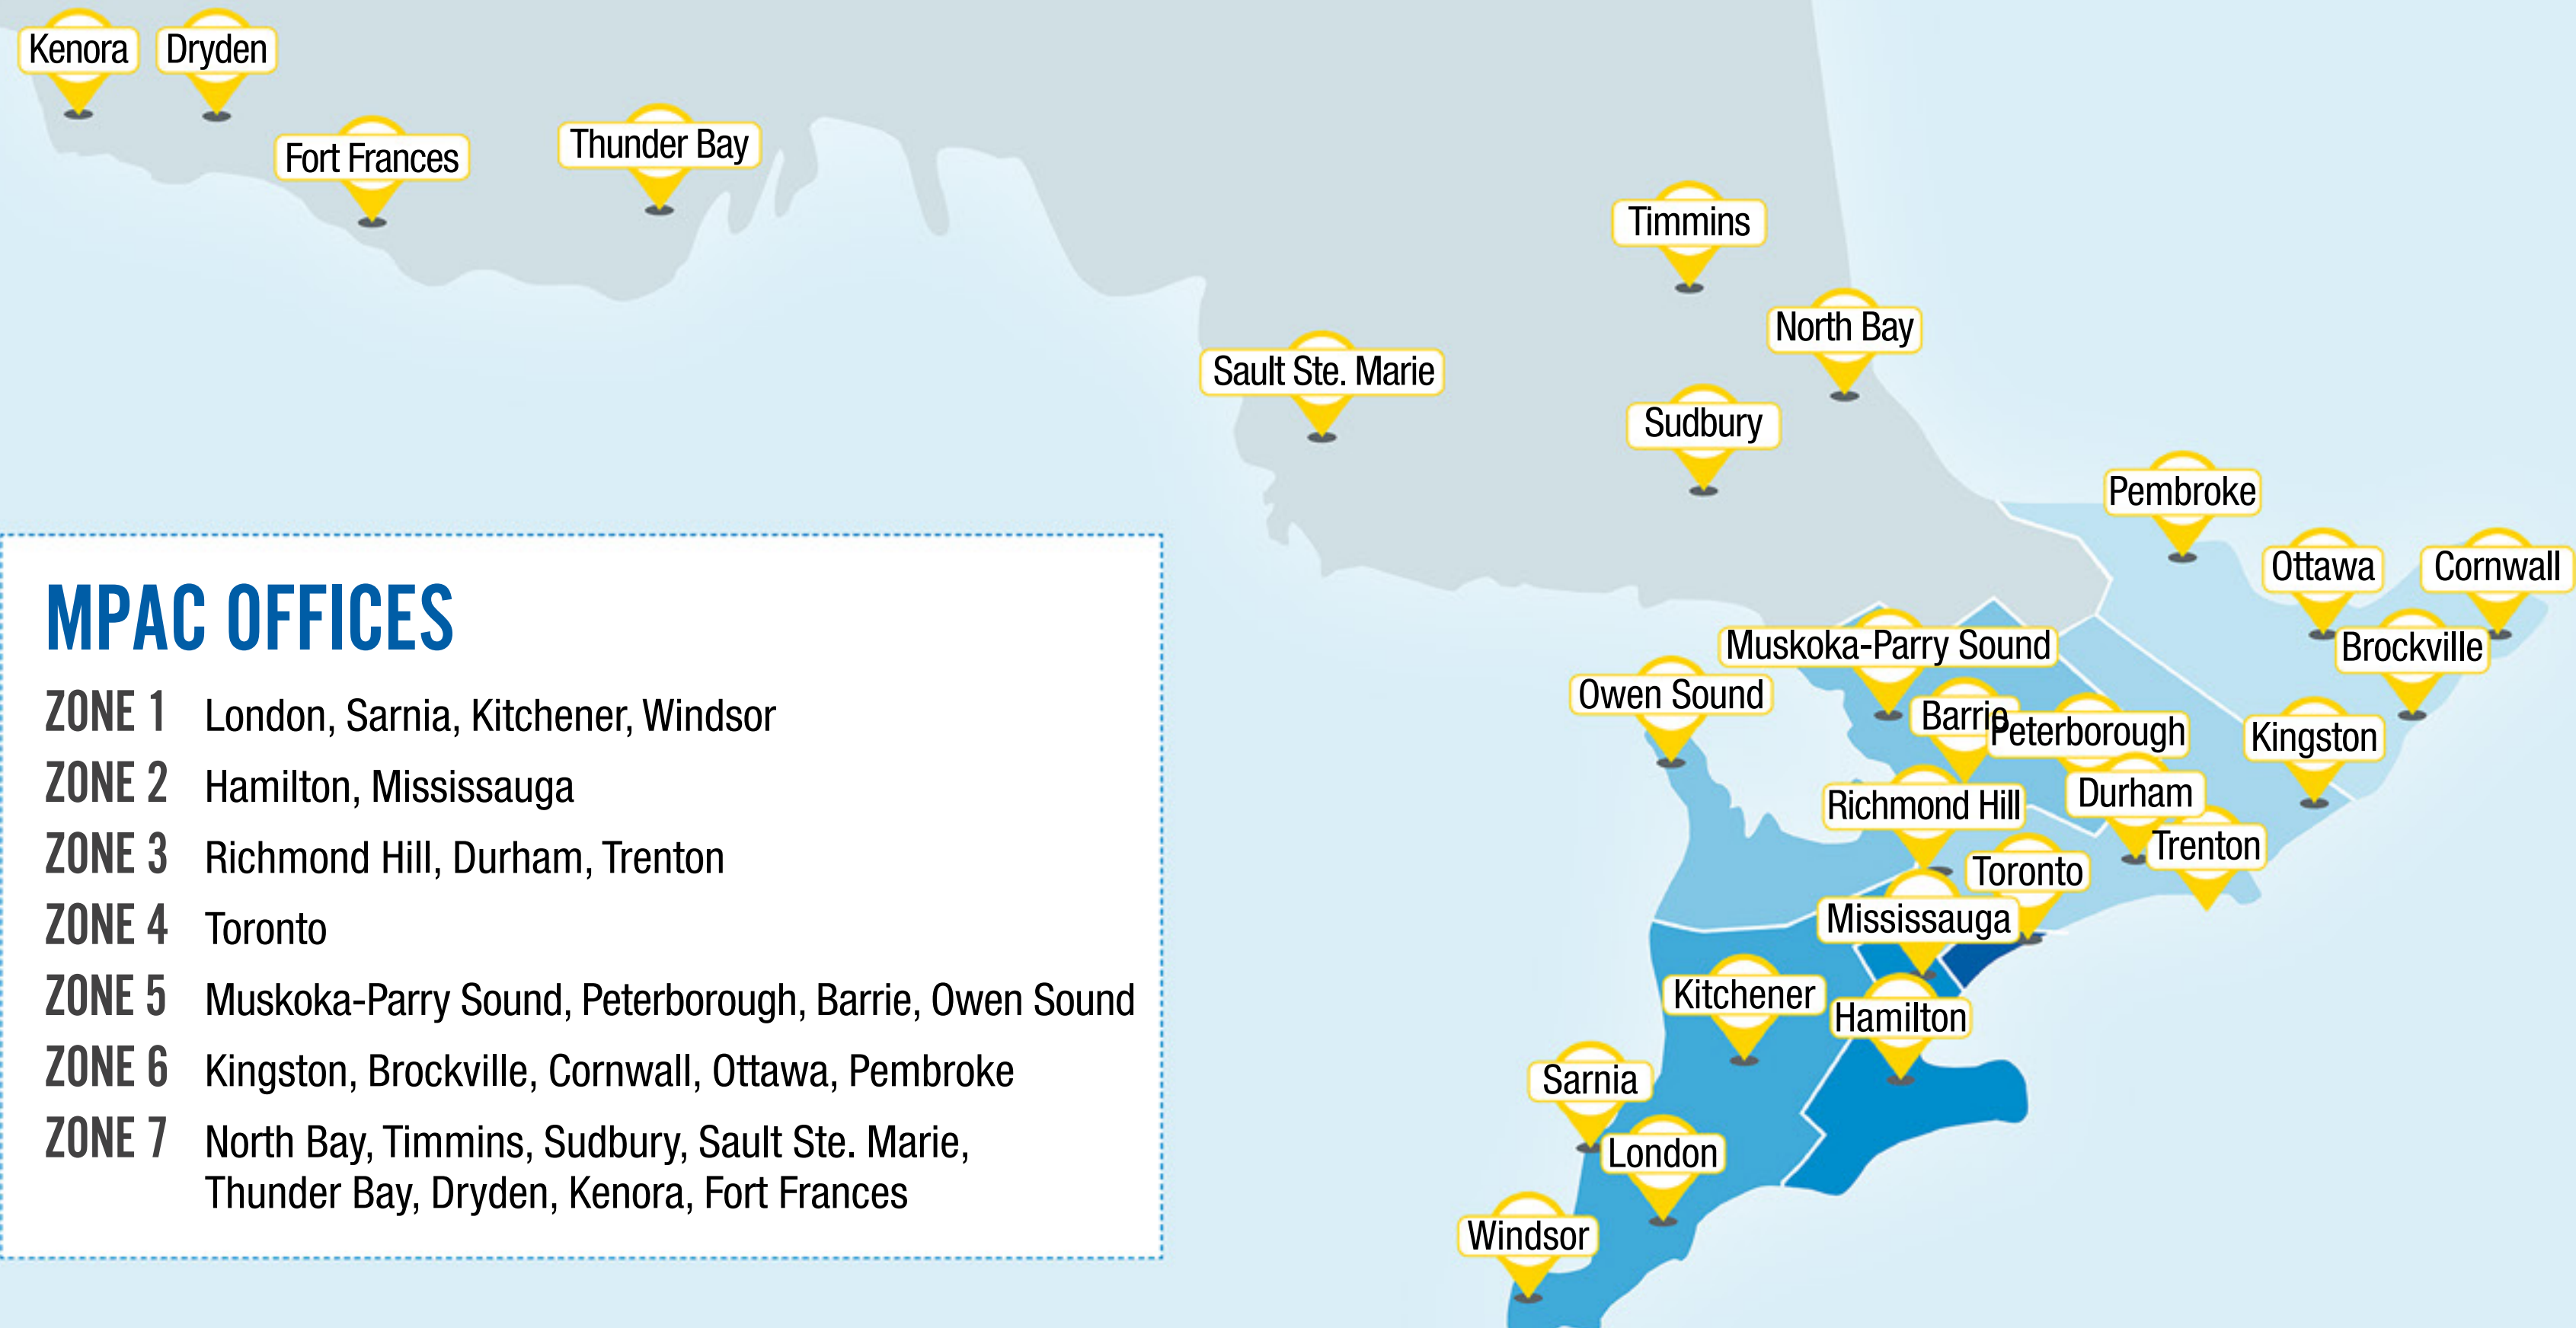 Kenora
Dryden
Fort Frances
Thunder Bay
Timmins
North Bay
Sault Ste. Marie
Sudbury
Pembroke
Ottawa
Cornwall
Brockville
Muskoka-Parry Sound
Owen Sound
Barrie
Peterborough
Kingston
Richmond Hill
Durham
Trenton
Toronto
Mississauga
Kitchener
Hamilton
Sarnia
London
Windsor
MPAC OFFICES
ZONE 1 London, Sarnia, Kitchener, Windsor
ZONE 2 Hamilton, Mississauga
ZONE 3 Richmond Hill, Durham, Trenton
ZONE 4 Toronto
ZONE 5 Muskoka-Parry Sound, Peterborough, Barrie, Owen Sound
ZONE 6 Kingston, Brockville, Cornwall, Ottawa, Pembroke
ZONE 7 North Bay, Timmins, Sudbury, Sault Ste. Marie,
Thunder Bay, Dryden, Kenora, Fort Frances